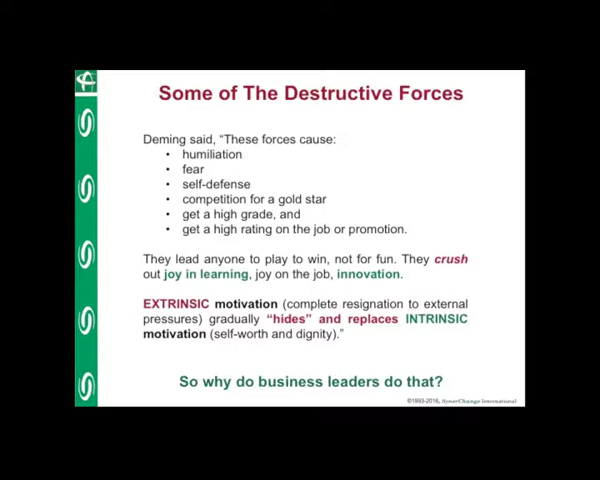 Some of The Destructive Forces
Deming said, “These forces cause:
• humiliation
• fear
• self-defense
• competition for a gold star
• get a high grade, and
• get a high rating on the job or promotion.
They lead anyone to play to win, not for fun. They crush
out joy in learning, joy on the job, innovation.
EXTRINSIC motivation (complete resignation to external
pressures) gradually “hides” and replaces INTRINSIC
motivation (self-worth and dignity).”
So why do business leaders do that?
©1993-2016, SynerChange International